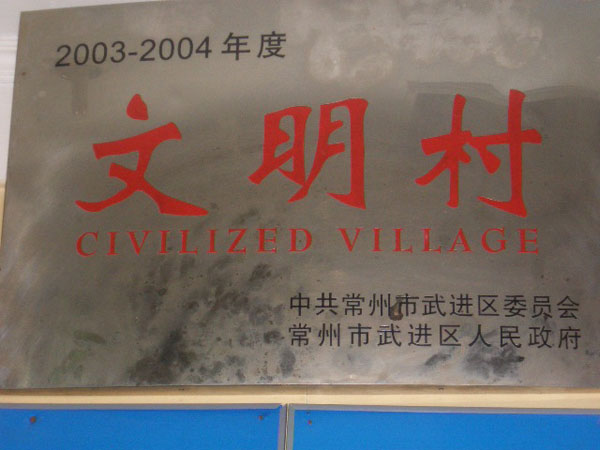 2003-2004年度
文明村
CIVILIZED VILLAGE
中共常州市武进区委员会
常州市武进区人民政府